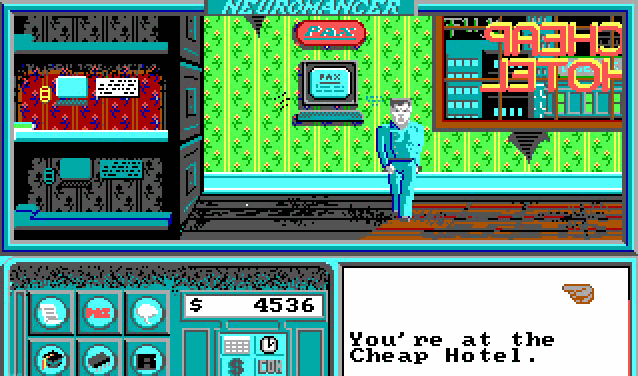 NEUROMANCER
PAX
PAX
CHEAP
HOTEL
PAX
$ 4536
$
You're at the
Cheap Hotel.